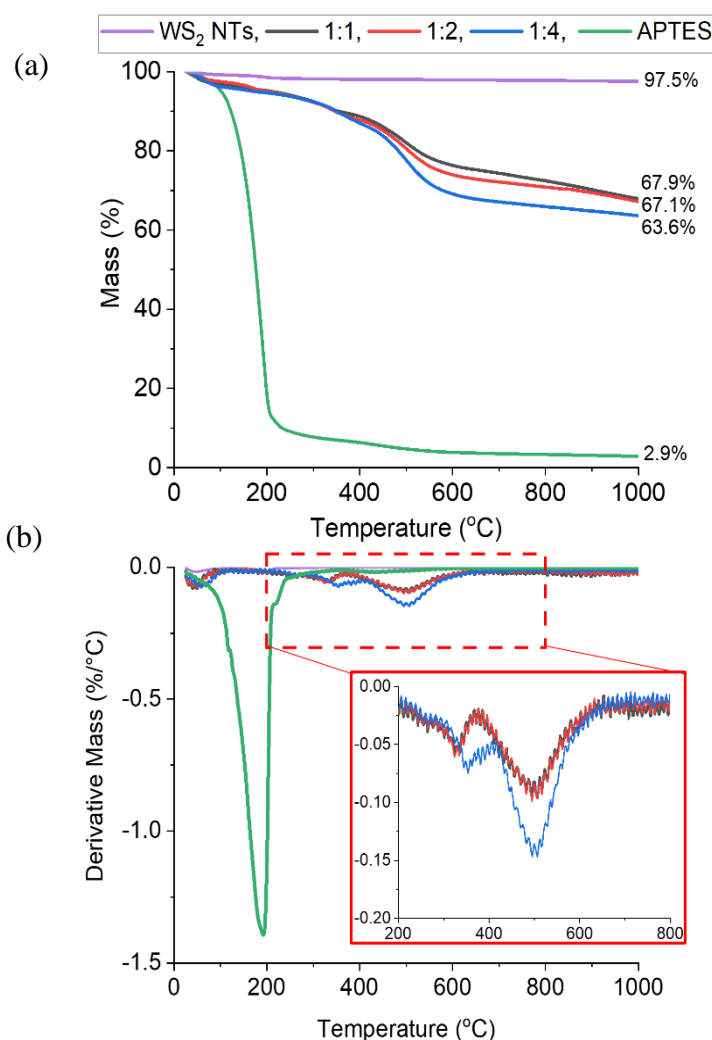 WS₂ NTs, 1:1, 1:2, 1:4, APTES
(a)
100
80
60
40
20
0
Mass (%)
97.5%
67.9%
67.1%
63.6%
2.9%
0 200 400 600 800 1000
Temperature (°C)
(b)
0.0
-0.5
-1.0
-1.5
Derivative Mass (%/°C)
0.00
-0.05
-0.10
-0.15
-0.20
200 400 600 800
0 200 400 600 800 1000
Temperature (°C)